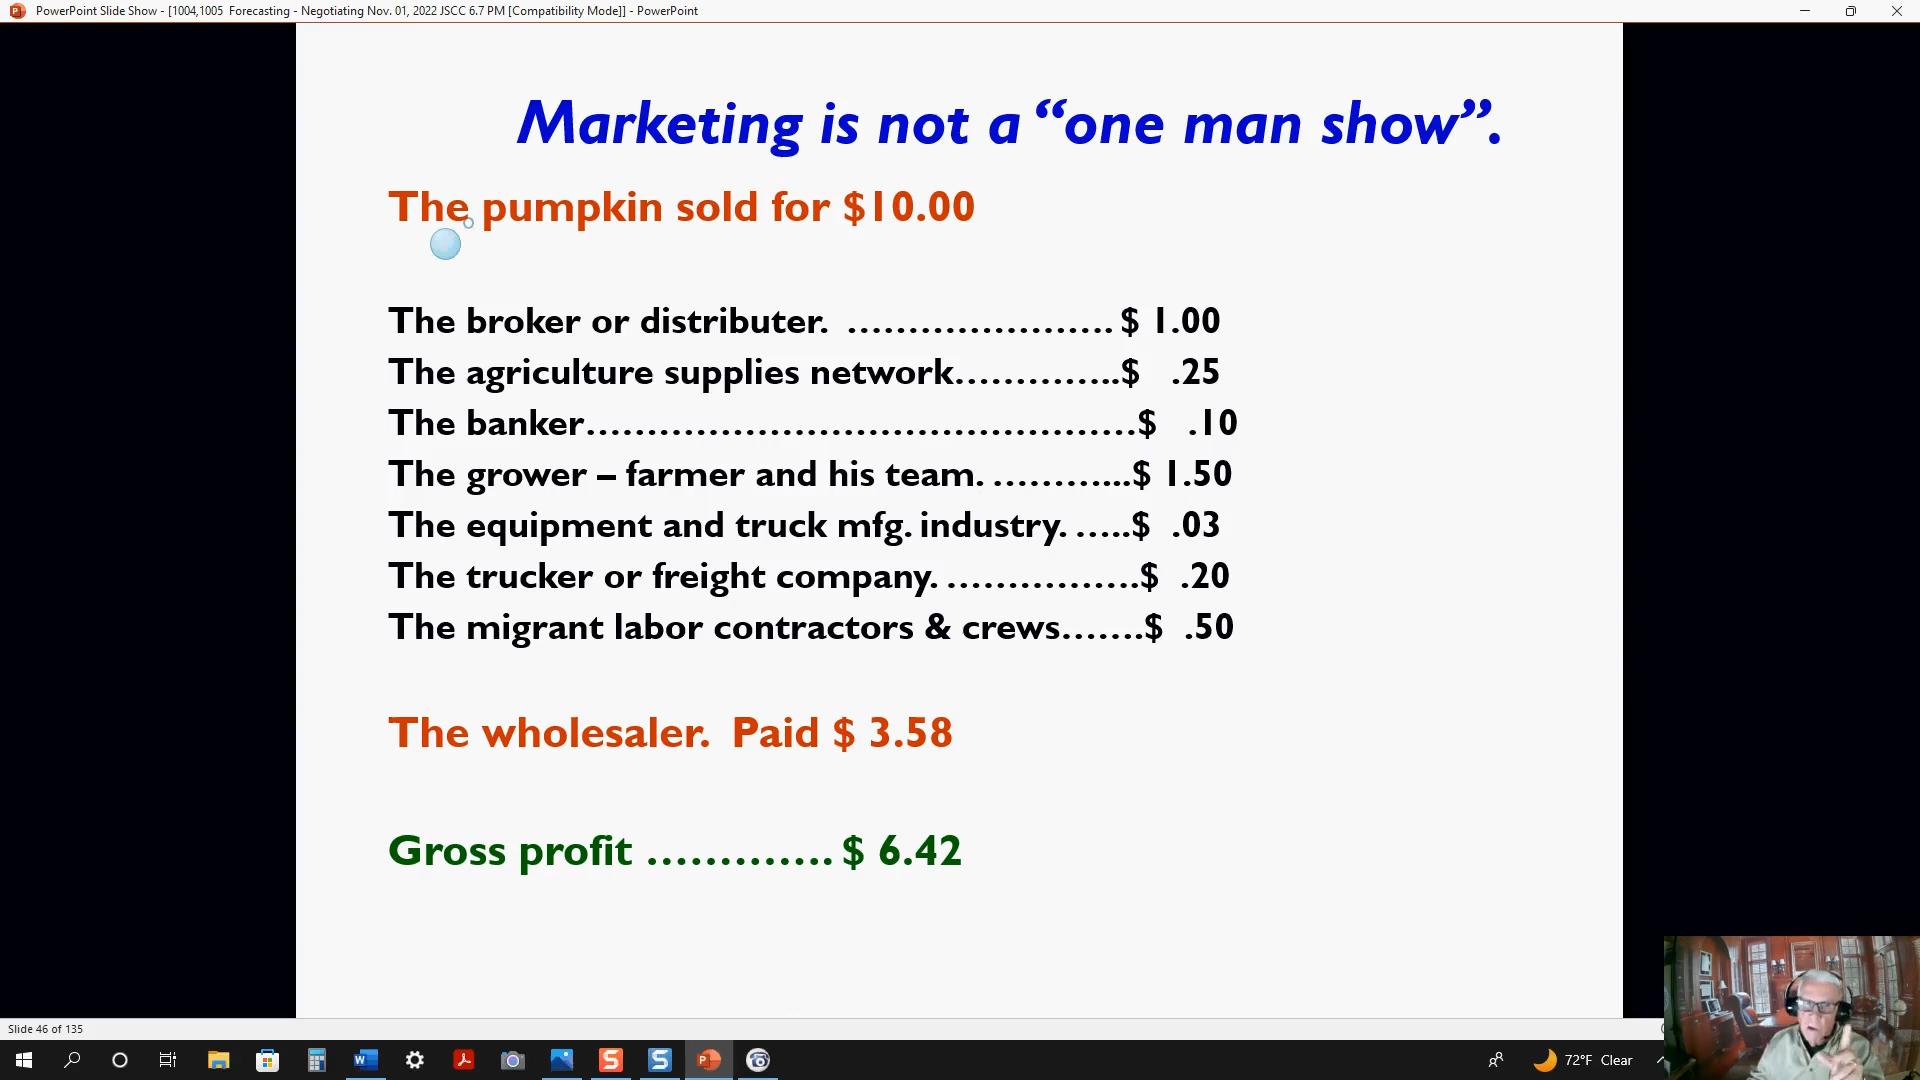 PowerPoint Slide Show - [1004,1005  Forecasting - Negotiating Nov. 01, 2022 JSCC 6.7 PM [Compatibility Mode]] - PowerPoint
Marketing is not a “one man show”.
The pumpkin sold for $10.00
The broker or distributer.  …………………. $ 1.00
The agriculture supplies network…………..$   .25
The banker………………………………………$   .10
The grower – farmer and his team. ………...$ 1.50
The equipment and truck mfg. industry. …..$  .03
The trucker or freight company. …………….$  .20
The migrant labor contractors & crews…….$  .50
The wholesaler.  Paid $ 3.58
Gross profit …………. $ 6.42
Slide 46 of 135
72°F  Clear